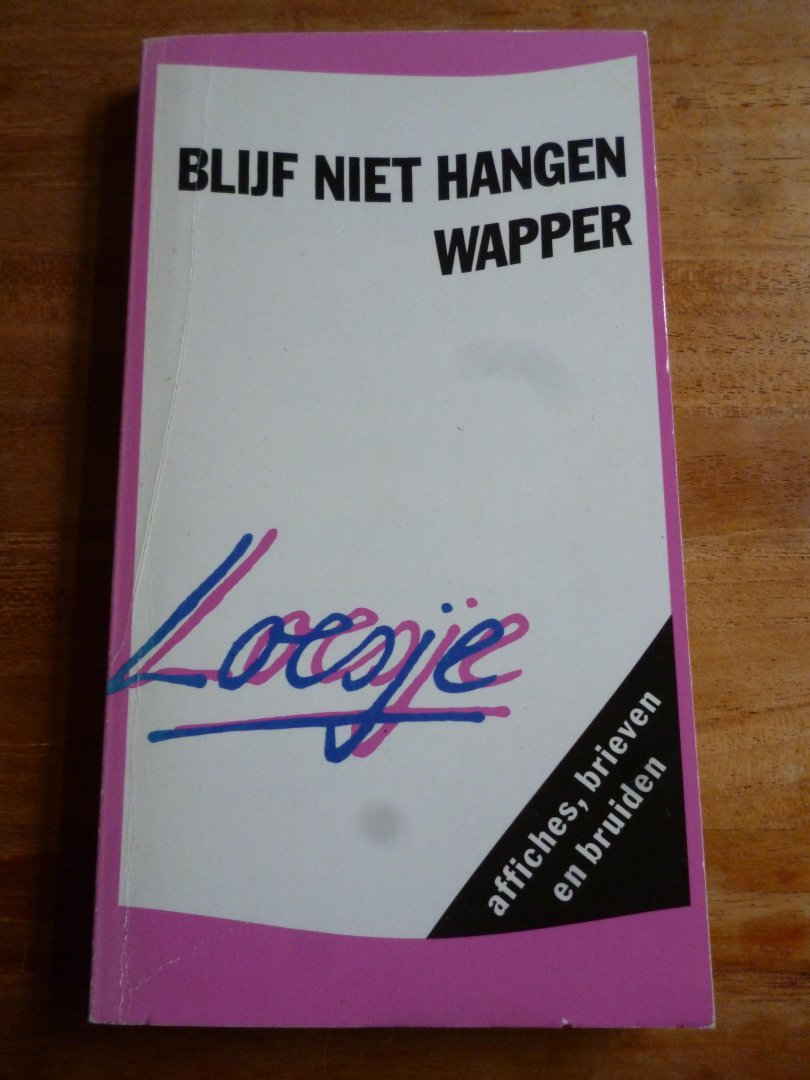 BLIJF NIET HANGEN
WAPPER
Loesje
affiches, brieven
en bruiden